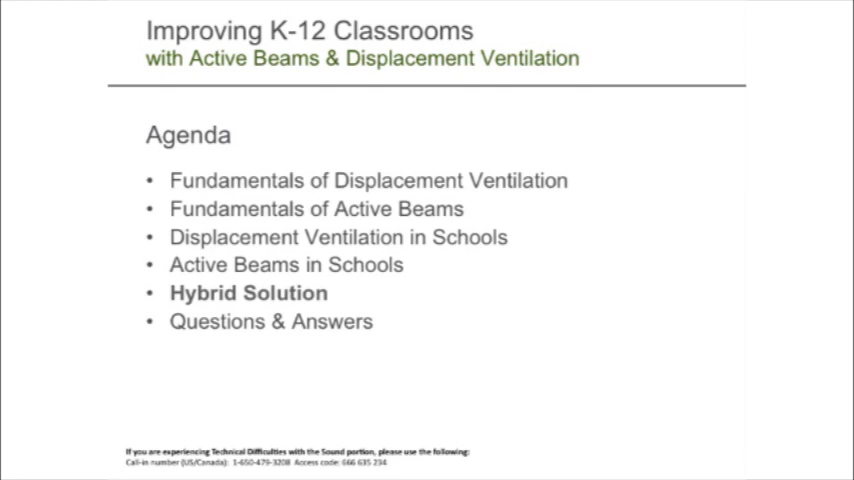 Improving K-12 Classrooms
with Active Beams & Displacement Ventilation
Agenda
• Fundamentals of Displacement Ventilation
• Fundamentals of Active Beams
• Displacement Ventilation in Schools
• Active Beams in Schools
• Hybrid Solution
• Questions & Answers
If you are experiencing Technical Difficulties with the Sound portion, please use the following:
Call-in number (US/Canada): 1-650-479-3208 Access code: 666 635 234